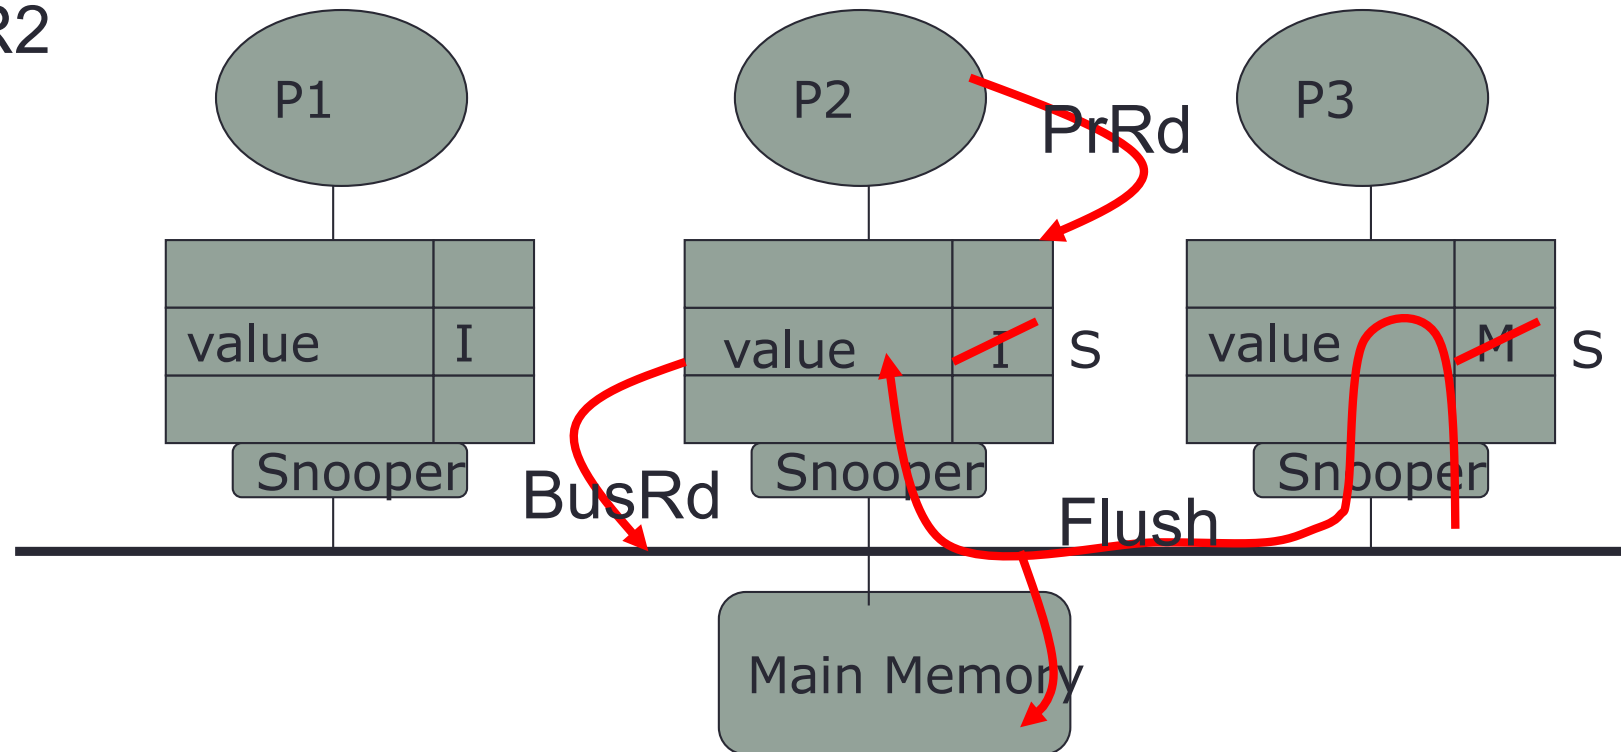 R2
P1
P2
P3
PrRd
value I
value I S
value M S
Snooper
Snooper
Snooper
BusRd
Flush
Main Memory